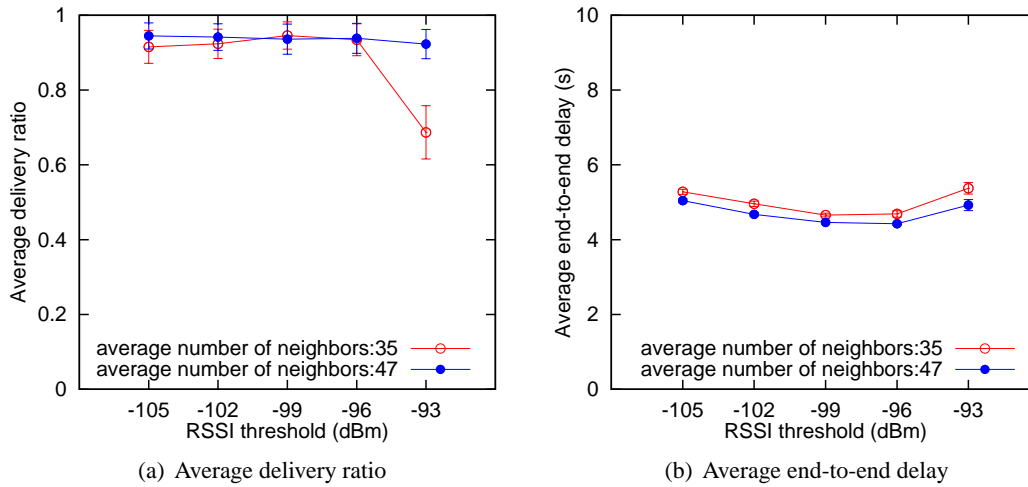 Average delivery ratio
1
0.8
0.6
0.4
0.2
0
average number of neighbors:35
average number of neighbors:47
-105 -102 -99 -96 -93
RSSI threshold (dBm)
(a) Average delivery ratio
Average end-to-end delay (s)
10
8
6
4
2
0
average number of neighbors:35
average number of neighbors:47
-105 -102 -99 -96 -93
RSSI threshold (dBm)
(b) Average end-to-end delay